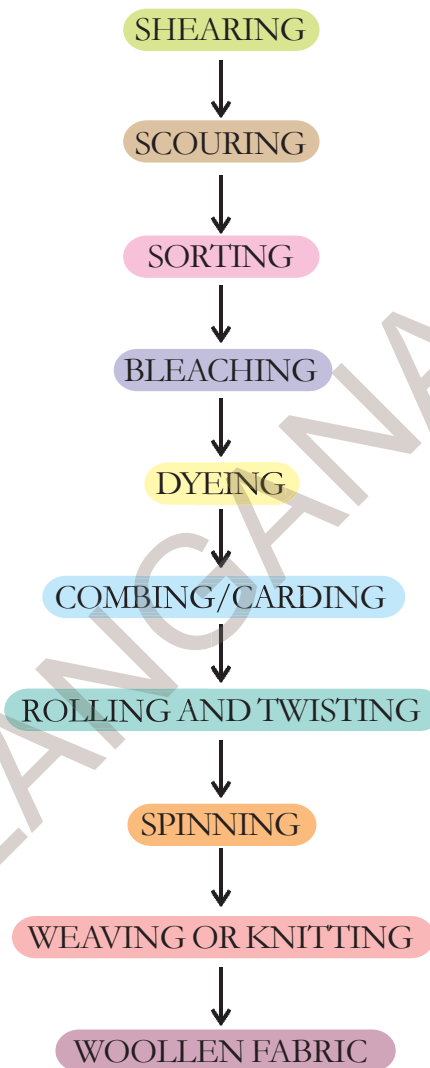 SHEARING
SCOURING
SORTING
BLEACHING
DYEING
COMBING/CARDING
ROLLING AND TWISTING
SPINNING
WEAVING OR KNITTING
WOOLLEN FABRIC